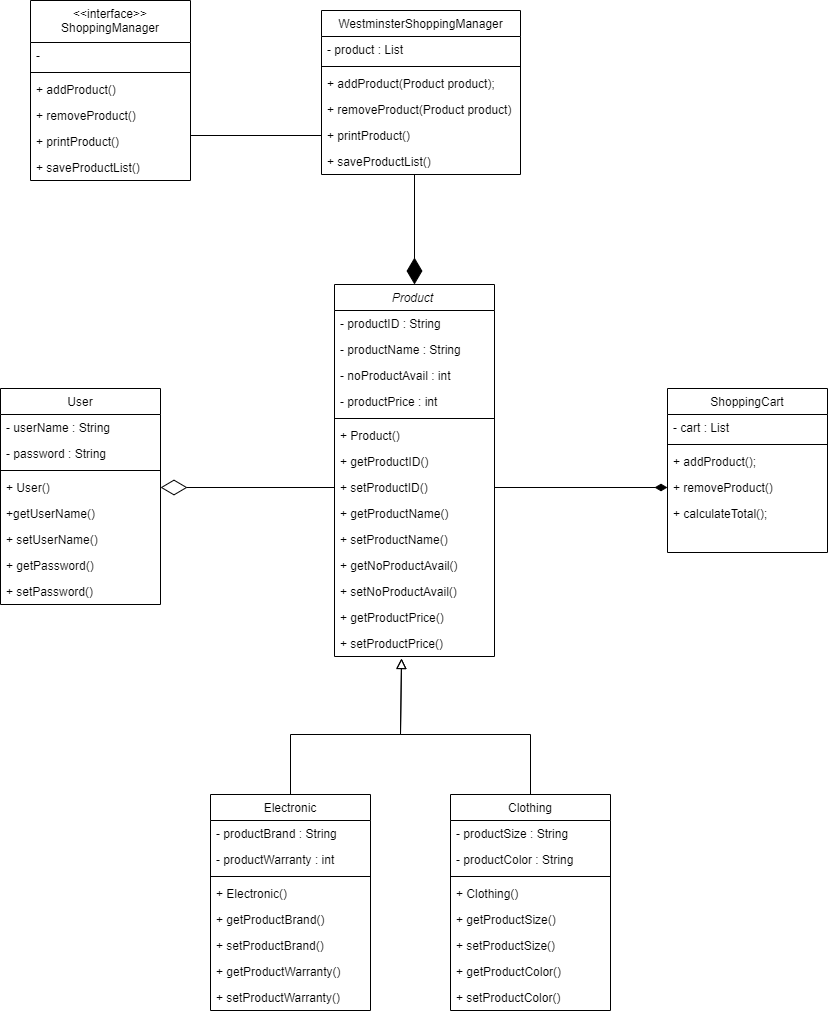 <<interface>>
ShoppingManager
-
+ addProduct()
+ removeProduct()
+ printProduct()
+ saveProductList()
WestminsterShoppingManager
- product : List
+ addProduct(Product product);
+ removeProduct(Product product)
+ printProduct()
+ saveProductList()
Product
- productID : String
- productName : String
- noProductAvail : int
- productPrice : int
+ Product()
+ getProductID()
+ setProductID()
+ getProductName()
+ setProductName()
+ getNoProductAvail()
+ setNoProductAvail()
+ getProductPrice()
+ setProductPrice()
User
- userName : String
- password : String
+ User()
+getUserName()
+ setUserName()
+ getPassword()
+ setPassword()
ShoppingCart
- cart : List
+ addProduct();
+ removeProduct()
+ calculateTotal();
Electronic
- productBrand : String
- productWarranty : int
+ Electronic()
+ getProductBrand()
+ setProductBrand()
+ getProductWarranty()
+ setProductWarranty()
Clothing
- productSize : String
- productColor : String
+ Clothing()
+ getProductSize()
+ setProductSize()
+ getProductColor()
+ setProductColor()